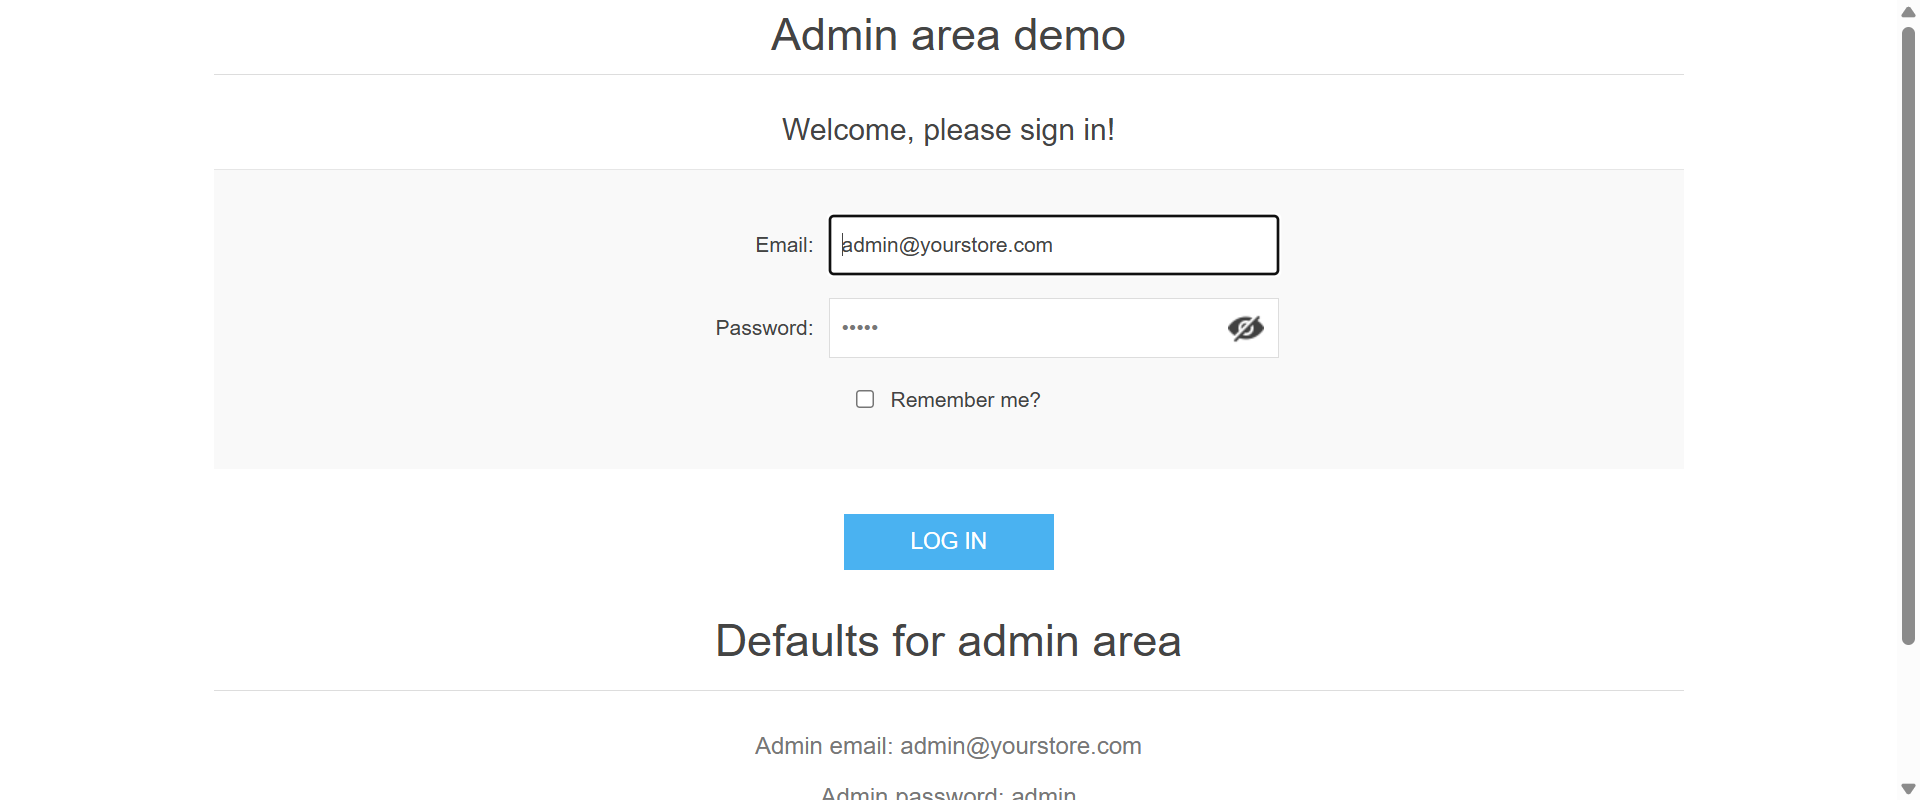 Admin area demo
Welcome, please sign in!
Email: admin@yourstore.com
Password: •••••
Remember me?
LOG IN
Defaults for admin area
Admin email: admin@yourstore.com
Admin password: admin